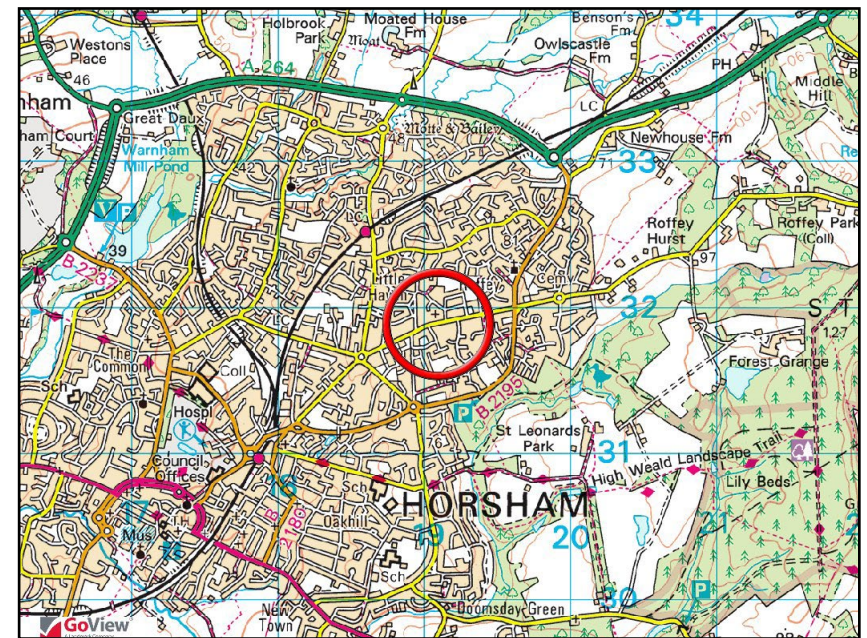 34
Holbrook
Park
Moated House
Fm
Moat
Benson's
Fm
Owlscastle
Fm
Westons
Place
46
A 264
PH
Middle
Hill
LC
nham
ham Court
Great Daux
Motte & Bailey
48
Newhouse Fm
71
33
Warnham
Mill Pond
42
LC
Roffey
Hurst
Roffey Park
(Coll)
81
39
B 2237
Little
Cemy
97
32
S T
127
The
Common
Coll
Sch
Hospl
Forest Grange
B 2195
P
St Leonards
Park
31
High Weald Landscape Trail
Lily Beds
Council
Offices
18
17
TH
Mus
Sch
HORSHAM
Oakhill
19
20
21
B 2180
Sch
New
Town
Doomsday Green
30
P
GoView